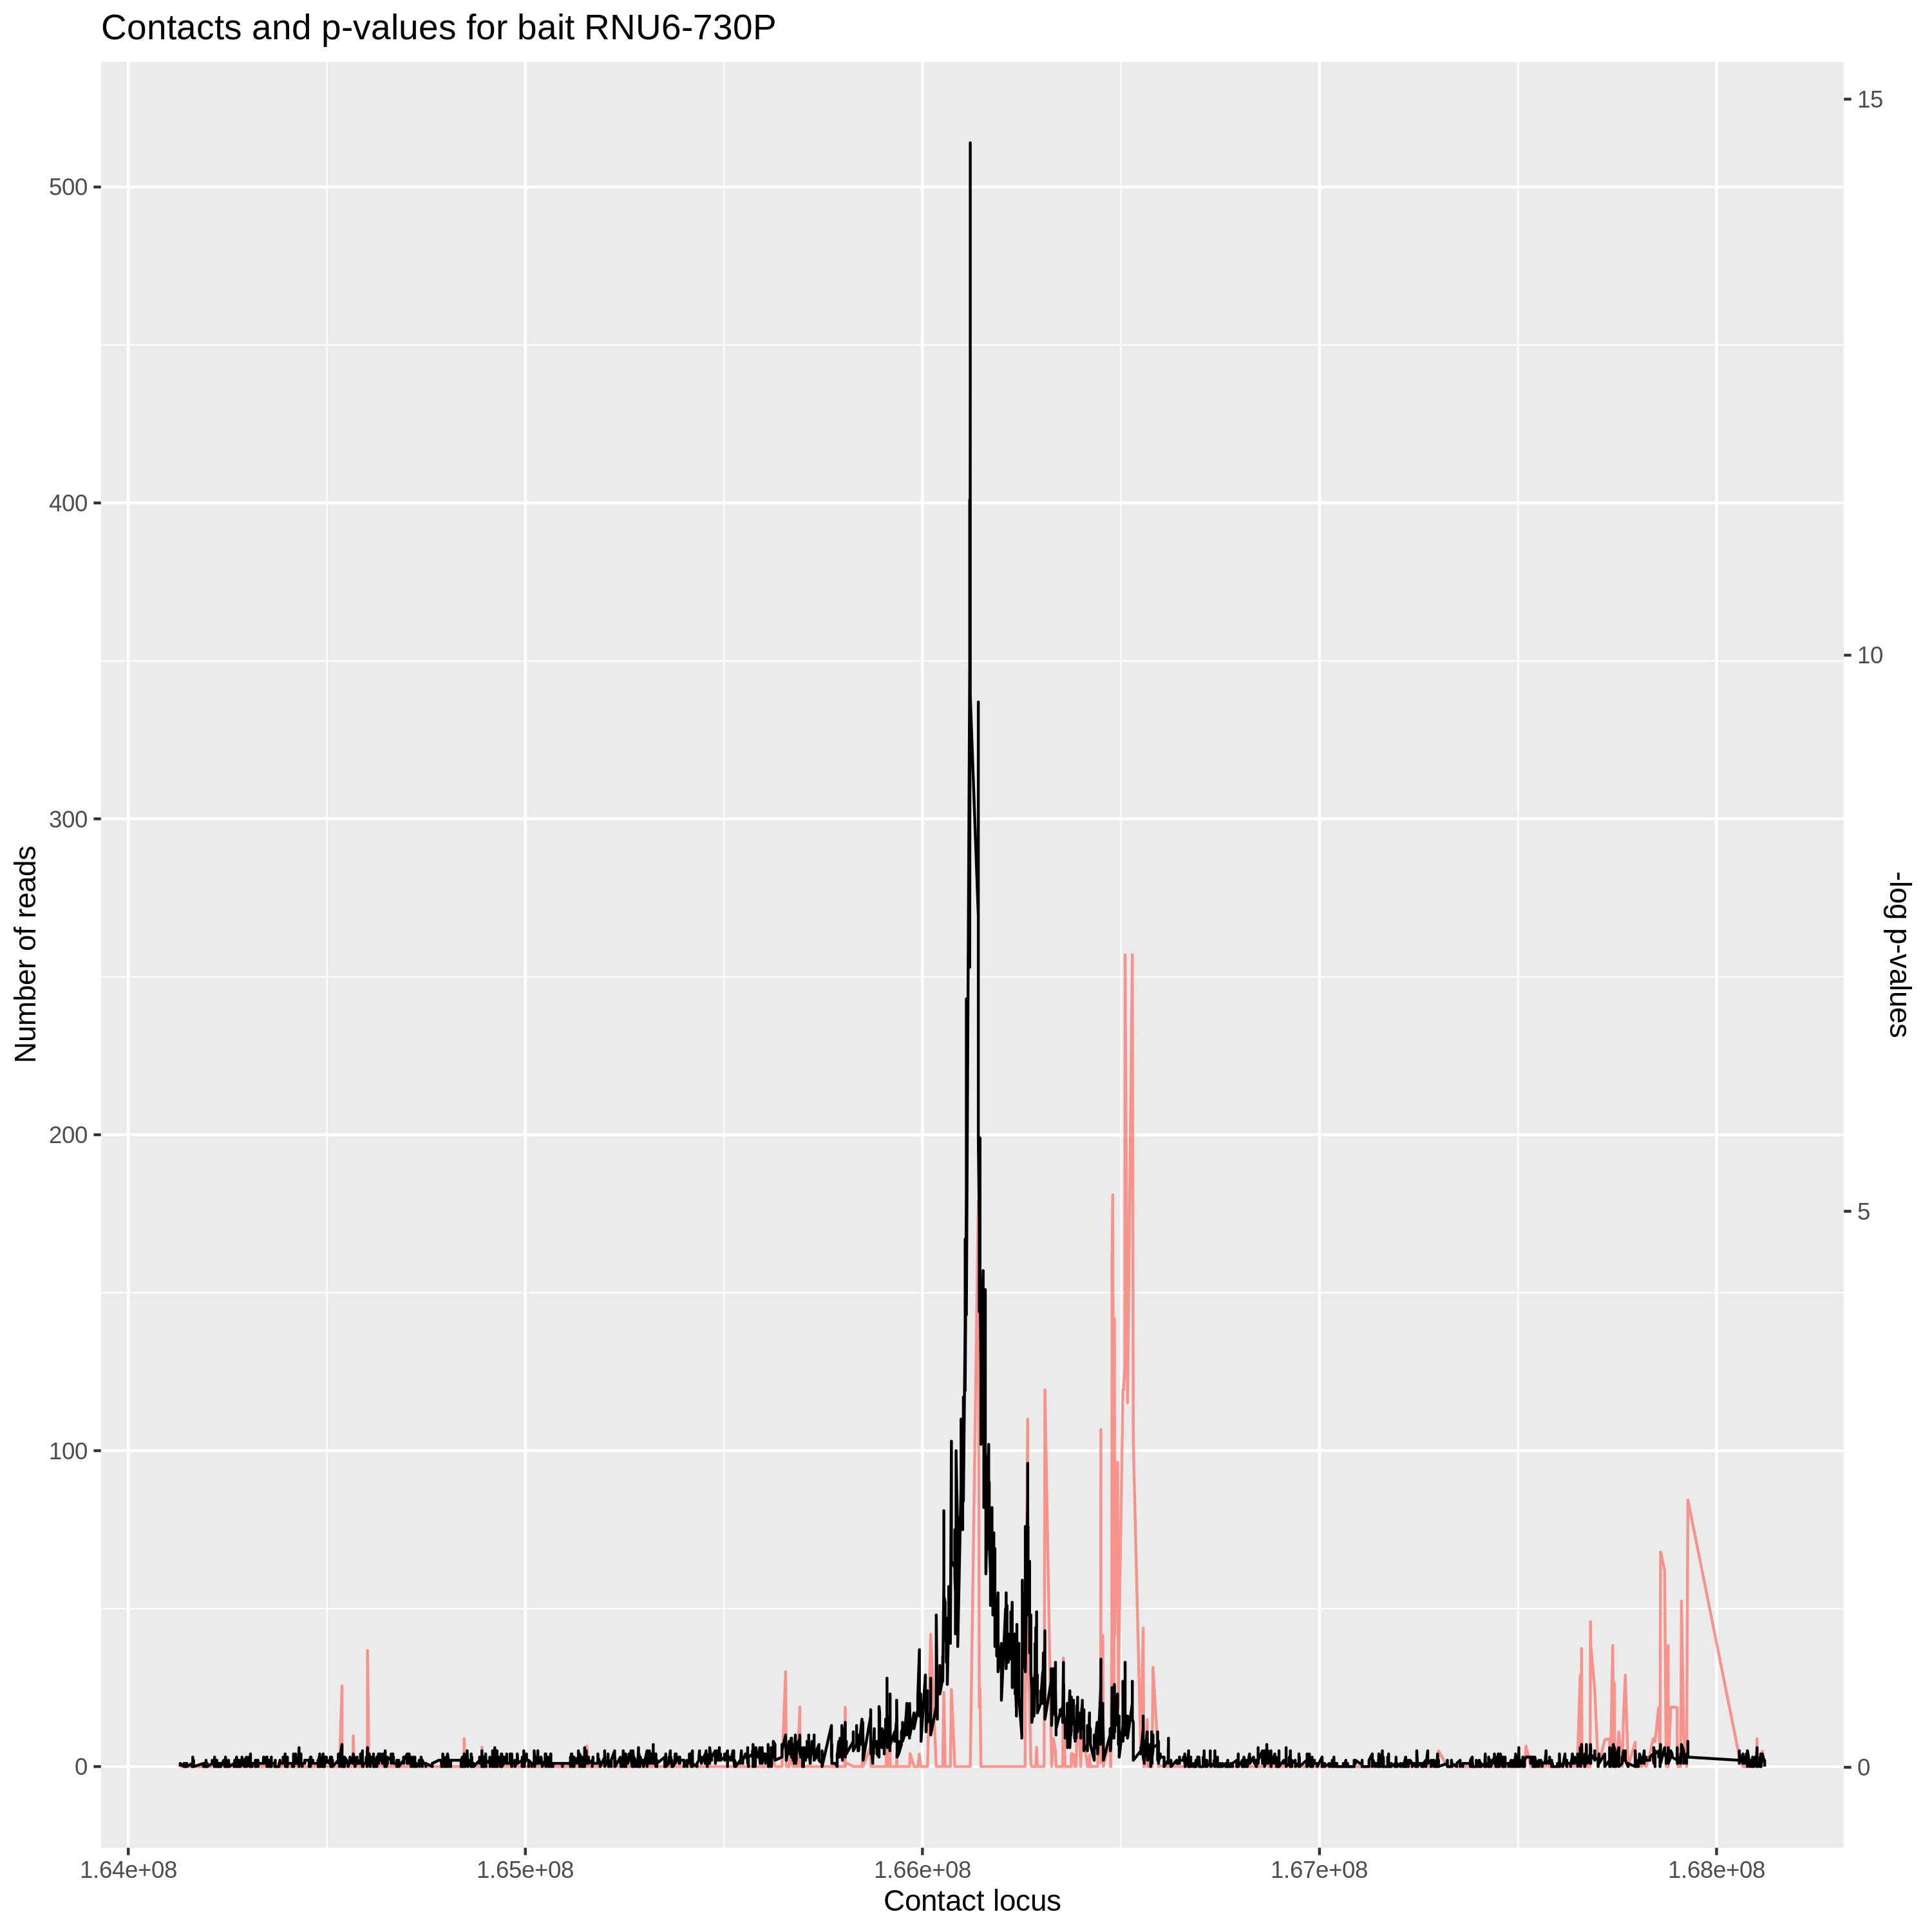 Contacts and p-values for bait RNU6-730P
Number of reads
500
400
300
200
100
0
15
10
5
0
-log p-values
1.64e+08 1.65e+08 1.66e+08 1.67e+08 1.68e+08
Contact locus